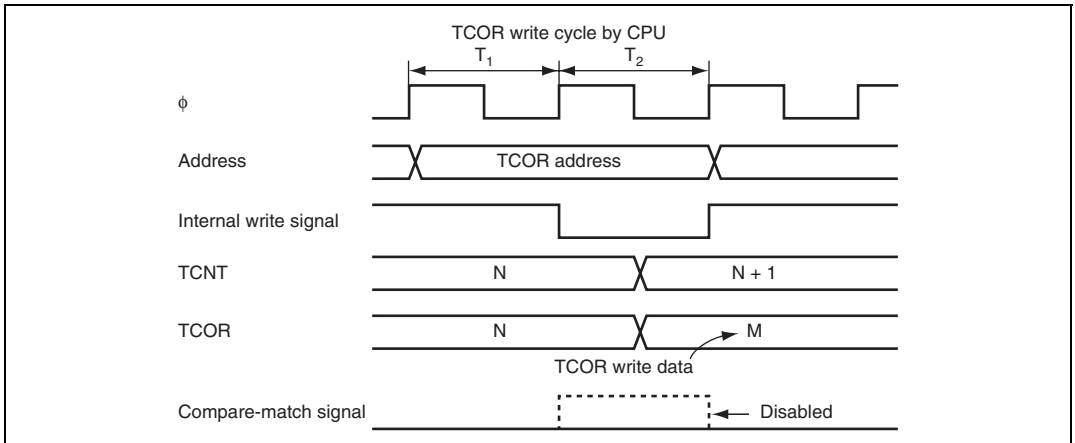 TCOR write cycle by CPU
T1 T2
φ
Address TCOR address
Internal write signal
TCNT N N + 1
TCOR N M
TCOR write data
Compare-match signal Disabled